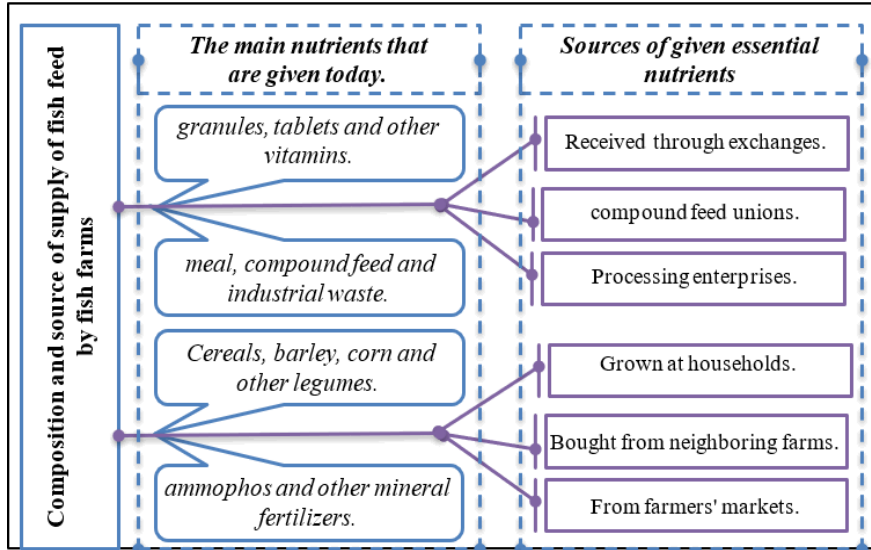 Composition and source of supply of fish feed
by fish farms
The main nutrients that
are given today.
Sources of given essential
nutrients
granules, tablets and other
vitamins.
meal, compound feed and
industrial waste.
Received through exchanges.
compound feed unions.
Processing enterprises.
Cereals, barley, corn and
other legumes.
ammophos and other mineral
fertilizers.
Grown at households.
Bought from neighboring farms.
From farmers' markets.